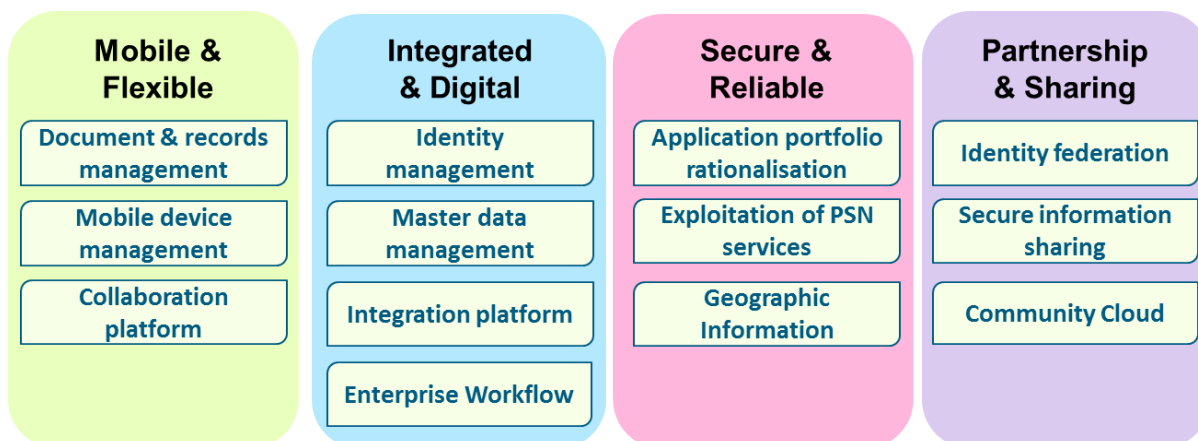 Mobile &
Flexible
Document & records
management
Mobile device
management
Collaboration
platform
Integrated
& Digital
Identity
management
Master data
management
Integration platform
Enterprise Workflow
Secure &
Reliable
Application portfolio
rationalisation
Exploitation of PSN
services
Geographic
Information
Partnership
& Sharing
Identity federation
Secure information
sharing
Community Cloud